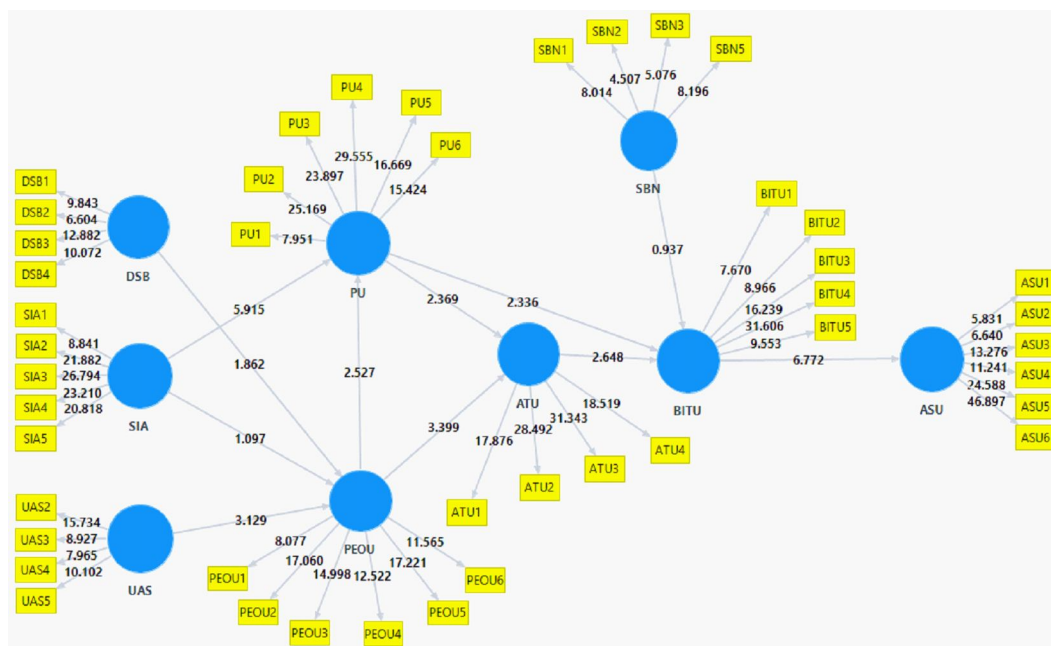 SBN1
SBN2
SBN3
SBN5
8.014
4.507
5.076
8.196
SBN
0.937
PU1
PU2
PU3
PU4
PU5
PU6
7.951
25.169
23.897
29.555
16.669
15.424
PU
DSB1
DSB2
DSB3
DSB4
9.843
6.604
12.882
10.072
DSB
SIA1
SIA2
SIA3
SIA4
SIA5
8.841
21.882
26.794
23.210
20.818
SIA
UAS2
UAS3
UAS4
UAS5
15.734
8.927
7.965
10.102
UAS
5.915
1.862
1.097
3.129
2.527
2.369
2.336
3.399
PEOU
8.077
17.060
14.998
12.522
17.221
11.565
PEOU1
PEOU2
PEOU3
PEOU4
PEOU5
PEOU6
ATU
17.876
28.492
31.343
18.519
ATU1
ATU2
ATU3
ATU4
2.648
BITU1
BITU2
BITU3
BITU4
BITU5
7.670
8.966
16.239
31.606
9.553
BITU
6.772
ASU
5.831
6.640
13.276
11.241
24.588
46.897
ASU1
ASU2
ASU3
ASU4
ASU5
ASU6